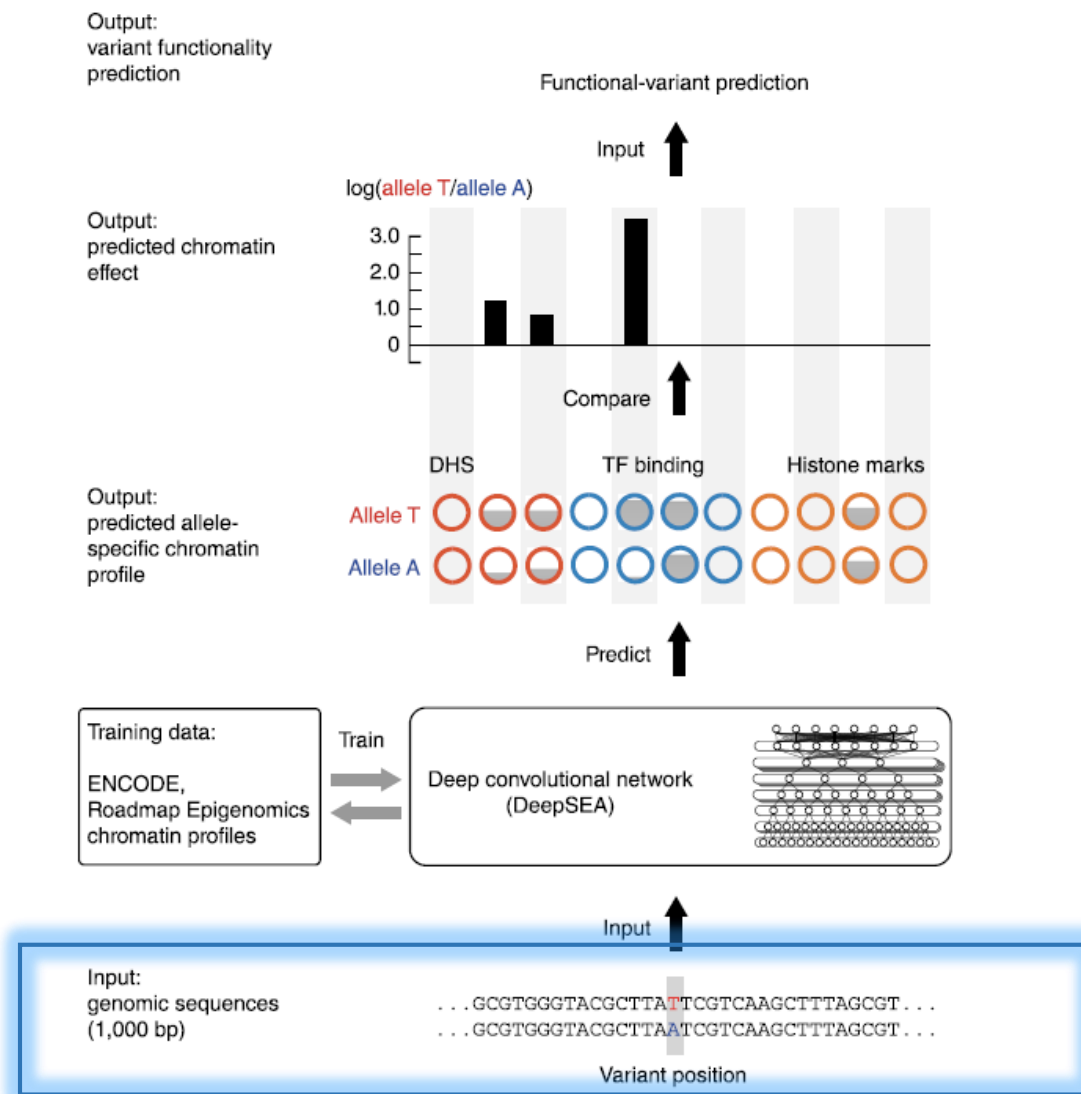 Output:
variant functionality
prediction
Functional-variant prediction
Input
log(allele T/allele A)
Output:
predicted chromatin
effect
3.0
2.0
1.0
0
Compare
DHS
TF binding
Histone marks
Output:
predicted allele-
specific chromatin
profile
Allele T
Allele A
Predict
Training data:
ENCODE,
Roadmap Epigenomics
chromatin profiles
Train
Deep convolutional network
(DeepSEA)
Input
Input:
genomic sequences
(1,000 bp)
...GCGTGGGTACGCTTATTCGTCAAGCTTTAGCGT...
...GCGTGGGTACGCTTAATCGTCAAGCTTTAGCGT...
Variant position